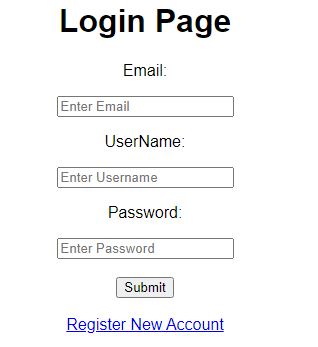 Login Page
Email:
Enter Email
UserName:
Enter Username
Password:
Enter Password
Submit
Register New Account